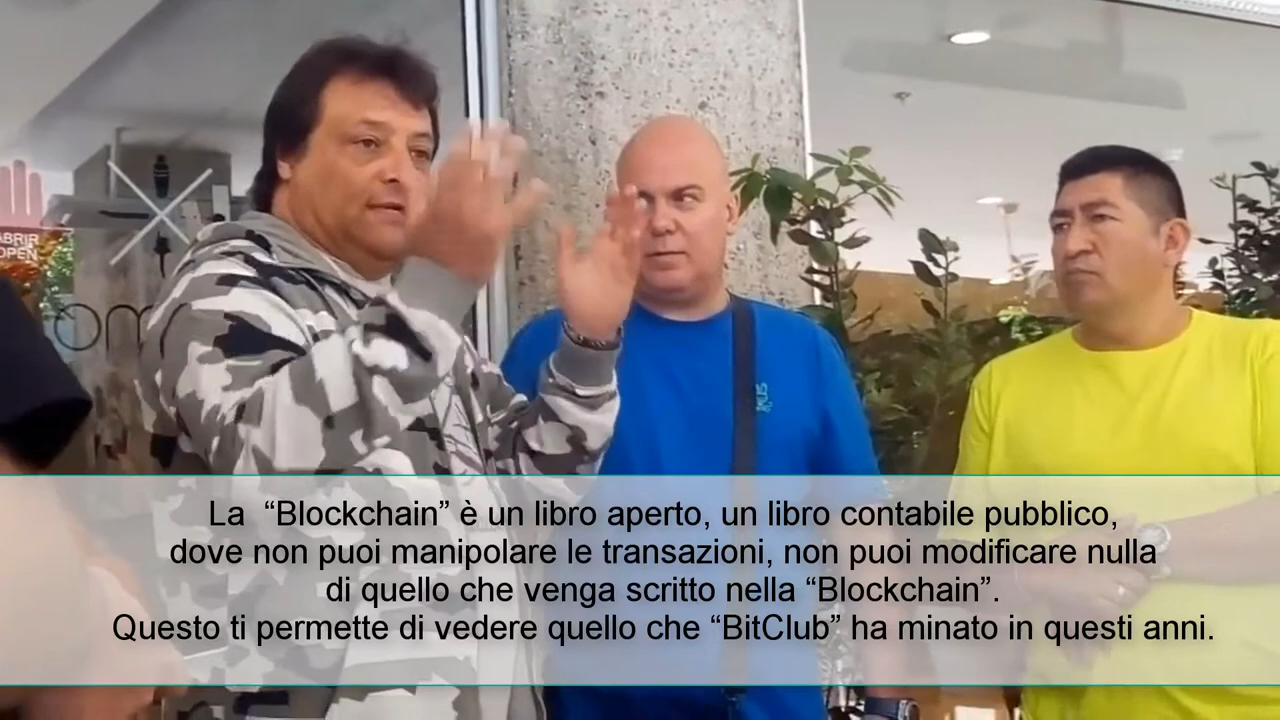 ABRIR
OPEN
om
La “Blockchain” è un libro aperto, un libro contabile pubblico,
dove non puoi manipolare le transazioni, non puoi modificare nulla
di quello che venga scritto nella “Blockchain”.
Questo ti permette di vedere quello che “BitClub” ha minato in questi anni.